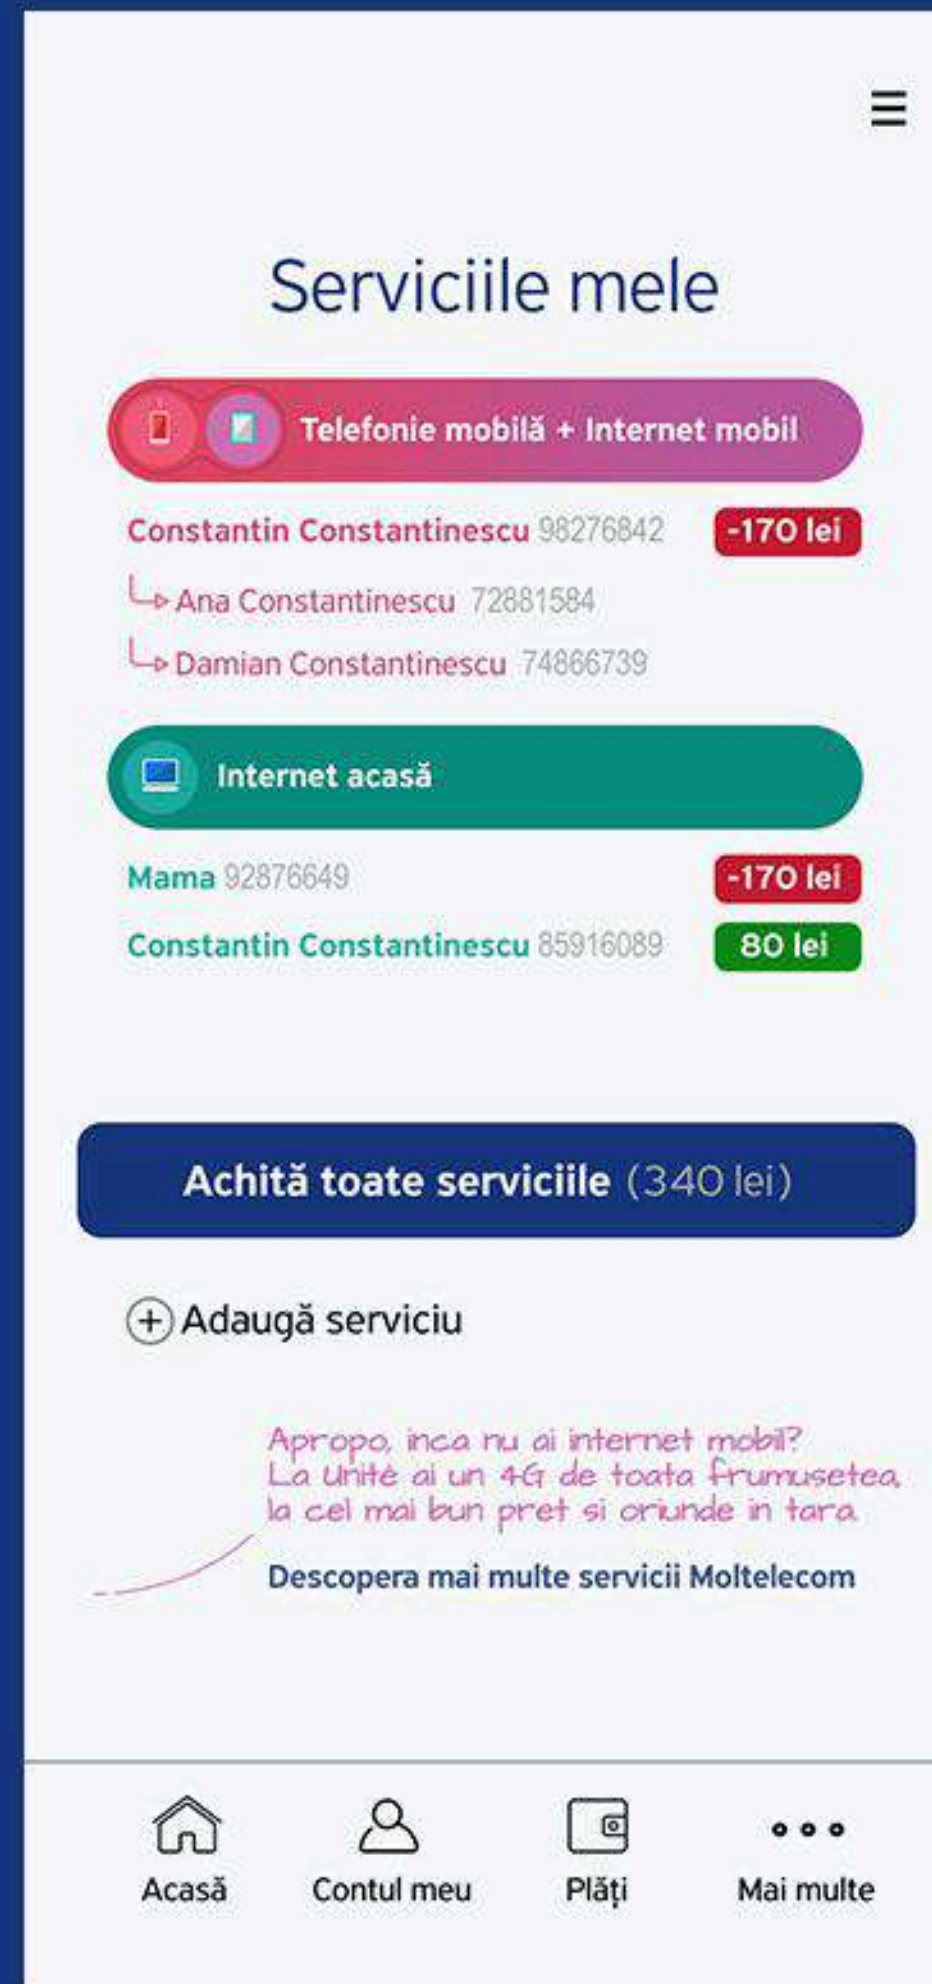 Serviciile mele
Telefonie mobilă + Internet mobil
Constantin Constantinescu 98276842 -170 lei
Ana Constantinescu 72881584
Damian Constantinescu 74866739
Internet acasă
Mama 92876649 -170 lei
Constantin Constantinescu 85916089 80 lei
Achită toate serviciile (340 lei)
Adaugă serviciu
Apropo, inca nu ai internet mobil?
La Unite ai un 4G de toata frumusetea,
la cel mai bun pret si oriunde in tara.
Descopera mai multe servicii Moltelecom
Acasă Contul meu Plăți Mai multe